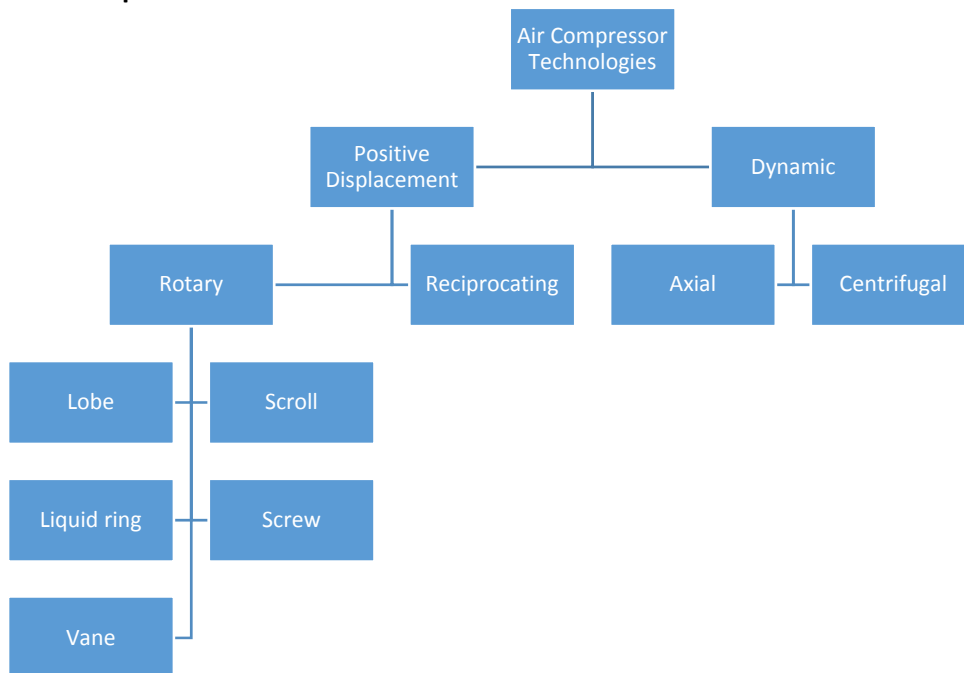 Air Compressor
Technologies
Positive
Displacement
Dynamic
Rotary
Reciprocating
Axial
Centrifugal
Lobe
Scroll
Liquid ring
Screw
Vane